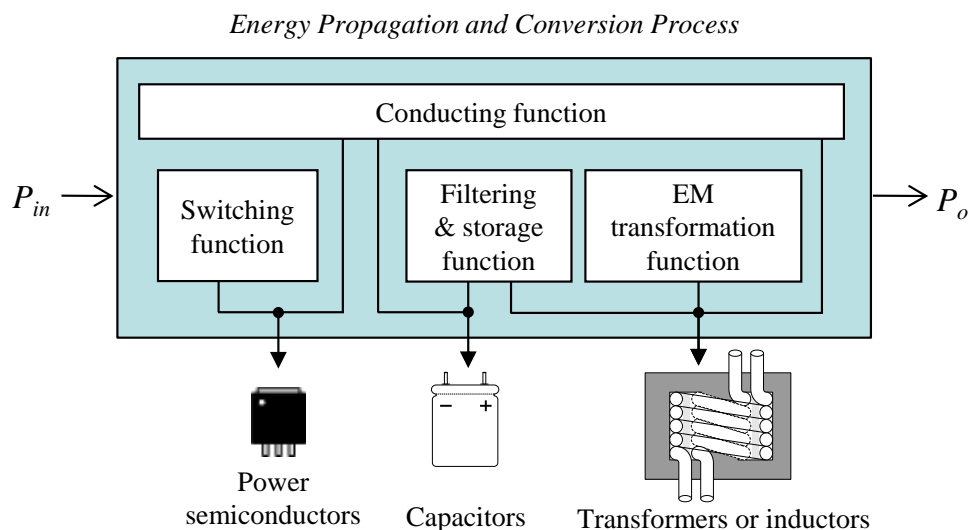 Energy Propagation and Conversion Process
Conducting function
P_in
Switching
function
Filtering
& storage
function
EM
transformation
function
P_o
− +
Power
semiconductors
Capacitors
Transformers or inductors